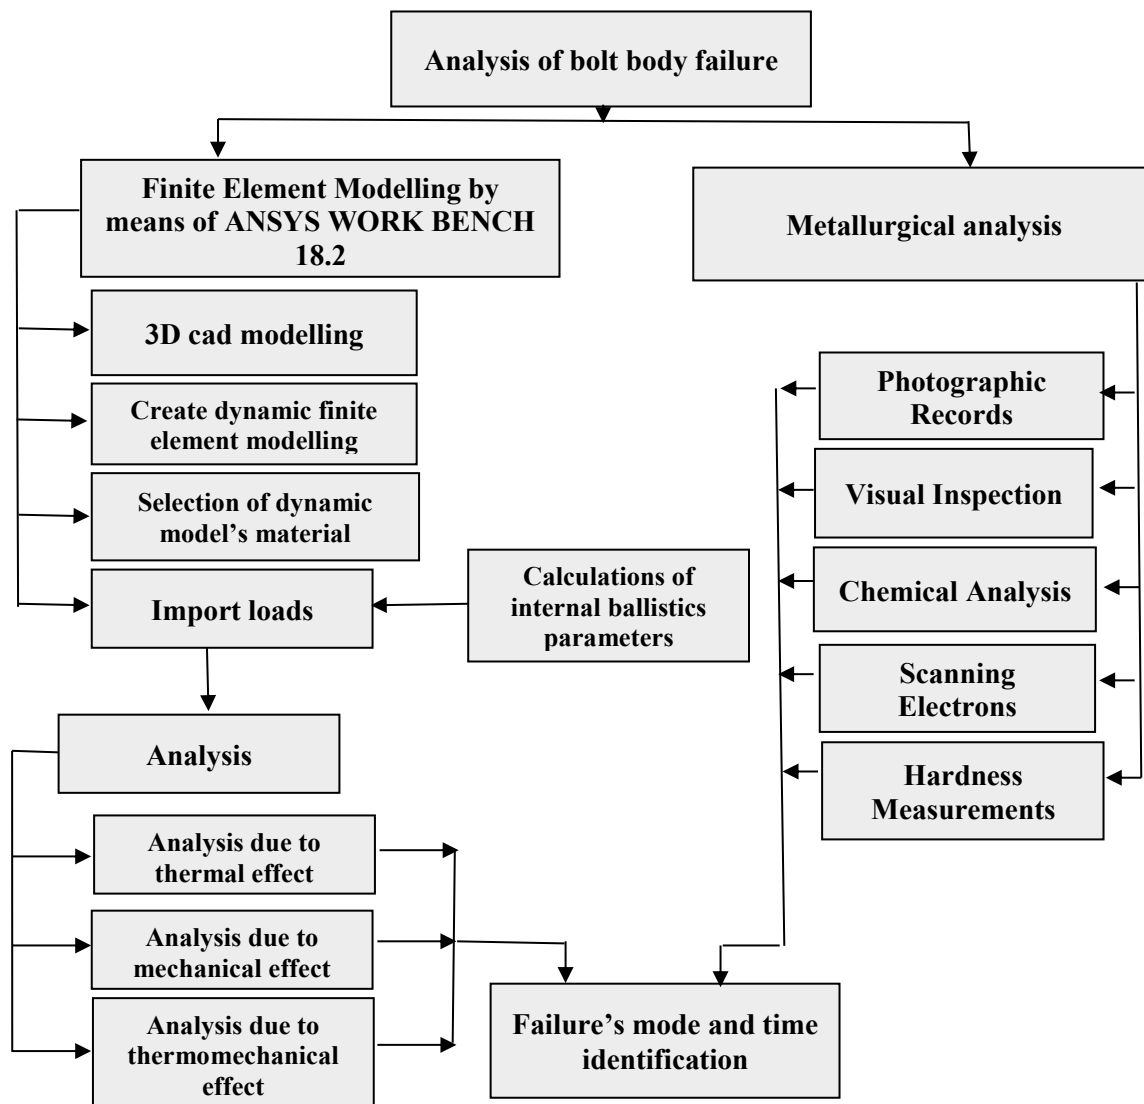 Analysis of bolt body failure
Finite Element Modelling by
means of ANSYS WORK BENCH
18.2
Metallurgical analysis
3D cad modelling
Create dynamic finite
element modelling
Selection of dynamic
model’s material
Import loads
Calculations of
internal ballistics
parameters
Photographic
Records
Visual Inspection
Chemical Analysis
Scanning
Electrons
Hardness
Measurements
Analysis
Analysis due to
thermal effect
Analysis due to
mechanical effect
Analysis due to
thermomechanical
effect
Failure’s mode and time
identification